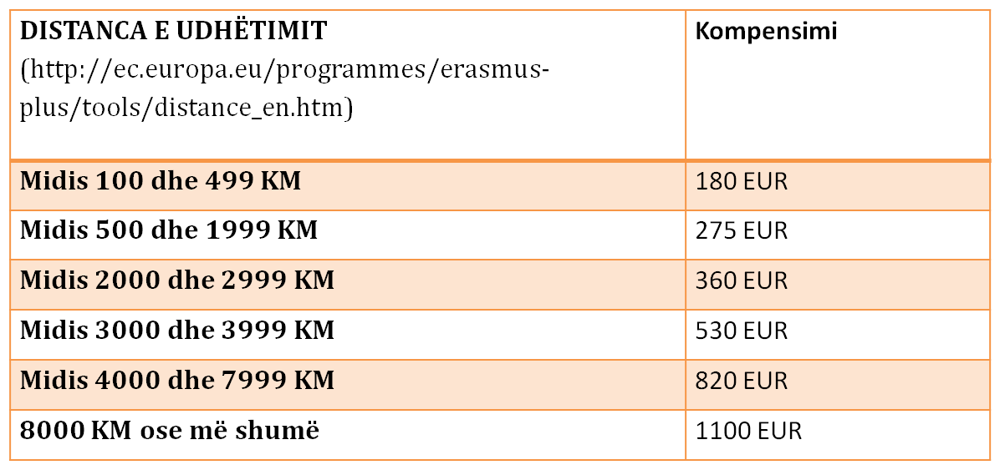 DISTANCA E UDHËTIMIT
(http://ec.europa.eu/programmes/erasmus-
plus/tools/distance_en.htm)
Kompensimi
Midis 100 dhe 499 KM
180 EUR
Midis 500 dhe 1999 KM
275 EUR
Midis 2000 dhe 2999 KM
360 EUR
Midis 3000 dhe 3999 KM
530 EUR
Midis 4000 dhe 7999 KM
820 EUR
8000 KM ose më shumë
1100 EUR